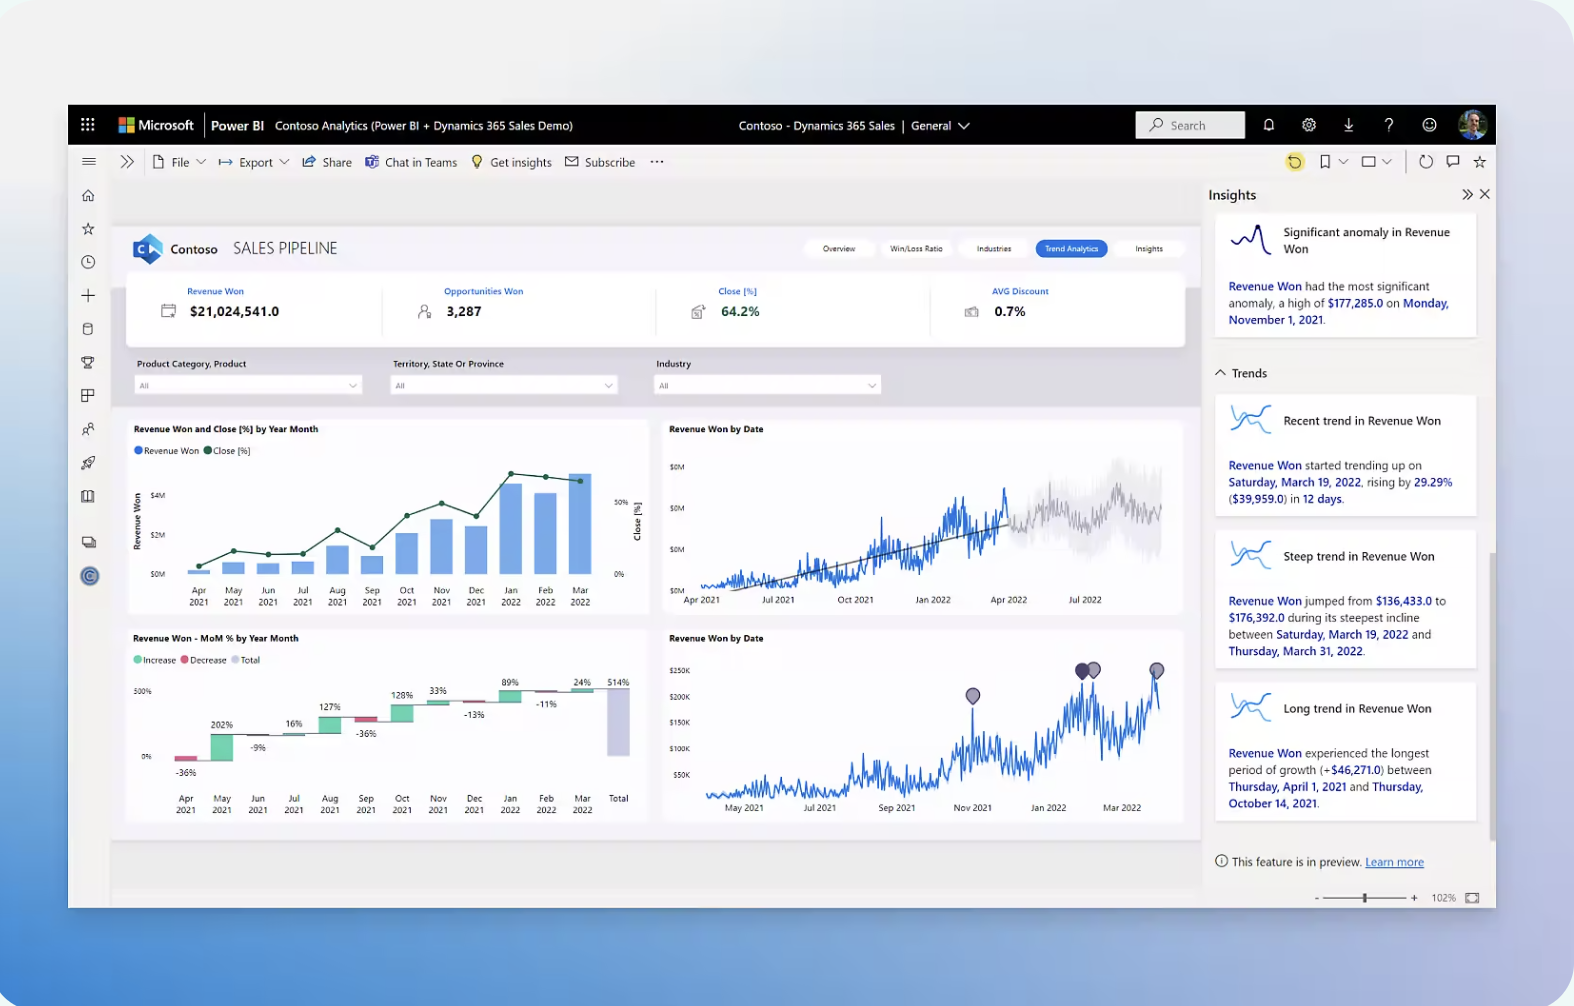 Microsoft
Power BI
Contoso Analytics (Power BI + Dynamics 365 Sales Demo)
Contoso - Dynamics 365 Sales | General
Search
File
Export
Share
Chat in Teams
Get insights
Subscribe
Contoso
SALES PIPELINE
Overview
Win/Loss Ratio
Industries
Trend Analytics
Insights
Revenue Won
$21,024,541.0
Opportunities Won
3,287
Close [%]
64.2%
AVG Discount
0.7%
Product Category, Product
All
Territory, State Or Province
All
Industry
All
Revenue Won and Close [%] by Year Month
Revenue Won
Close [%]
Revenue Won
$4M
$2M
$0M
50%
0%
Close [%]
Apr 2021
May 2021
Jun 2021
Jul 2021
Aug 2021
Sep 2021
Oct 2021
Nov 2021
Dec 2021
Jan 2022
Feb 2022
Mar 2022
Revenue Won by Date
$0M
$0M
$0M
$0M
Apr 2021
Jul 2021
Oct 2021
Jan 2022
Apr 2022
Jul 2022
Revenue Won - MoM % by Year Month
Increase
Decrease
Total
500%
0%
-36%
202%
-9%
16%
127%
-36%
128%
33%
-13%
89%
-11%
24%
514%
Apr 2021
May 2021
Jun 2021
Jul 2021
Aug 2021
Sep 2021
Oct 2021
Nov 2021
Dec 2021
Jan 2022
Feb 2022
Mar 2022
Total
Revenue Won by Date
$250K
$200K
$150K
$100K
$50K
May 2021
Jul 2021
Sep 2021
Nov 2021
Jan 2022
Mar 2022
Insights
Significant anomaly in Revenue
Won
Revenue Won had the most significant
anomaly, a high of $177,285.0 on Monday,
November 1, 2021.
Trends
Recent trend in Revenue Won
Revenue Won started trending up on
Saturday, March 19, 2022, rising by 29.29%
($39,959.0) in 12 days.
Steep trend in Revenue Won
Revenue Won jumped from $136,433.0 to
$176,392.0 during its steepest incline
between Saturday, March 19, 2022 and
Thursday, March 31, 2022.
Long trend in Revenue Won
Revenue Won experienced the longest
period of growth (+$46,271.0) between
Thursday, April 1, 2021 and Thursday,
October 14, 2021.
This feature is in preview. Learn more
- + 102%